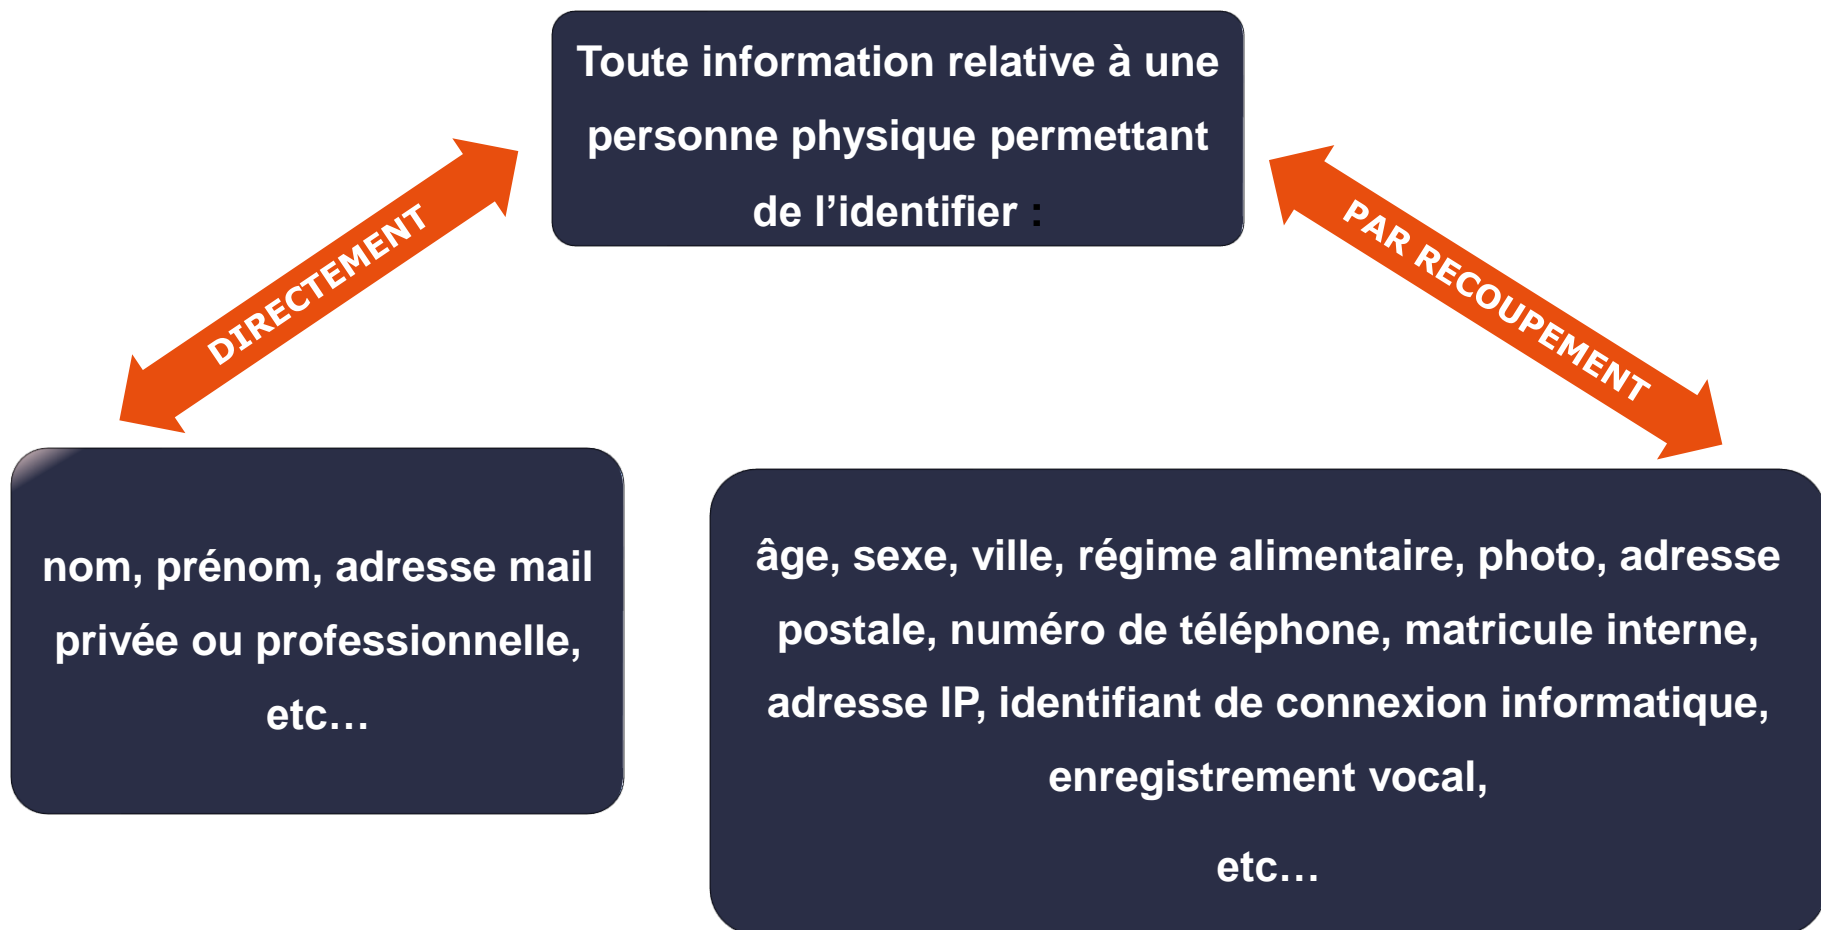 Toute information relative à une
personne physique permettant
de l’identifier :
DIRECTEMENT
PAR RECOUPEMENT
nom, prénom, adresse mail
privée ou professionnelle,
etc…
âge, sexe, ville, régime alimentaire, photo, adresse
postale, numéro de téléphone, matricule interne,
adresse IP, identifiant de connexion informatique,
enregistrement vocal,
etc…